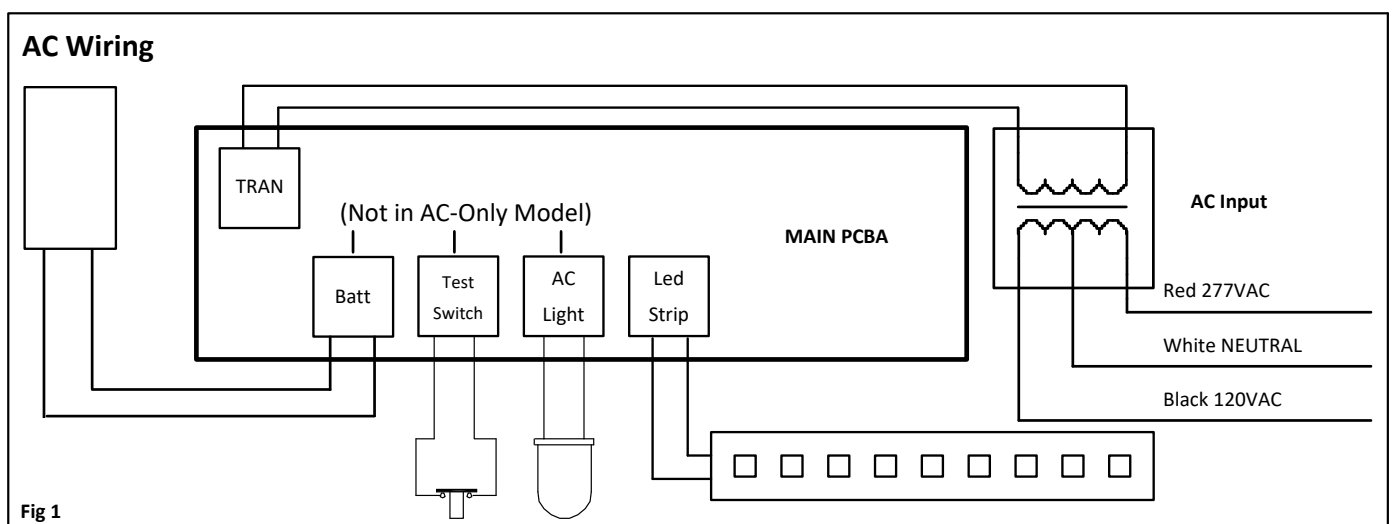 AC Wiring
TRAN
(Not in AC-Only Model)
MAIN PCBA
AC Input
Batt
Test
Switch
AC
Light
Led
Strip
Red 277VAC
White NEUTRAL
Black 120VAC
Fig 1